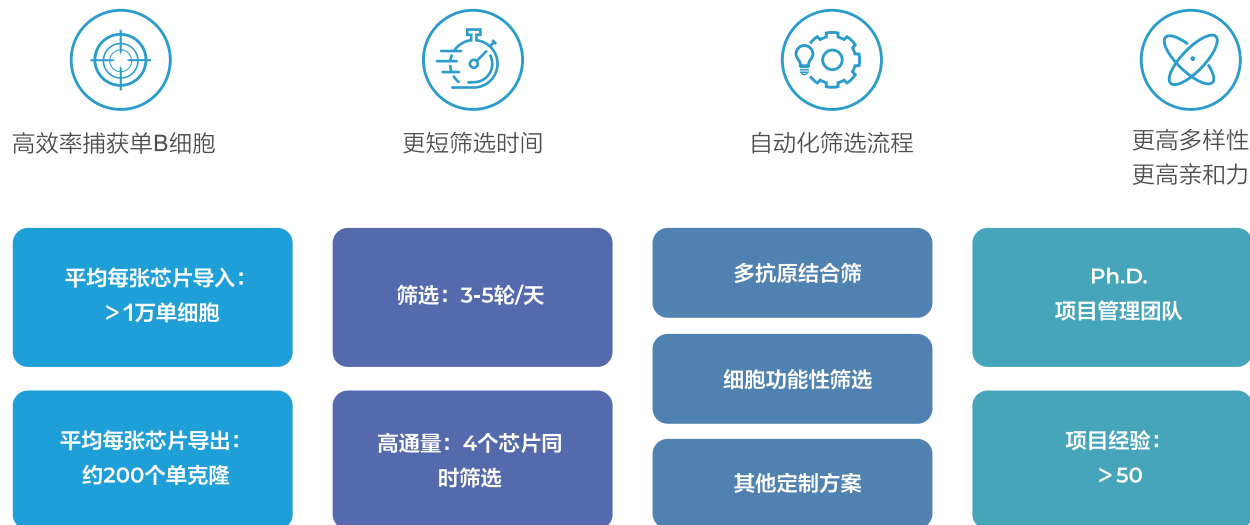 高效率捕获单B细胞
更短筛选时间
自动化筛选流程
更高多样性
更高亲和力
平均每张芯片导入：
＞1万单细胞
平均每张芯片导出：
约200个单克隆
筛选：3-5轮/天
高通量：4个芯片同
时筛选
多抗原结合筛
细胞功能性筛选
其他定制方案
Ph.D.
项目管理团队
项目经验：
＞50